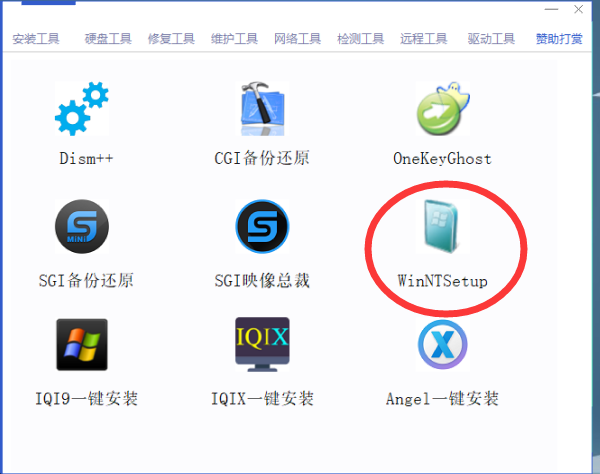 安装工具 硬盘工具 修复工具 维护工具 网络工具 检测工具 远程工具 驱动工具 赞助打赏
Dism++ CGI备份还原 OneKeyGhost
MINI
SGI备份还原 SGI映像总裁 WinNTSetup
IQIX
IQI9一键安装 IQIX一键安装 Angel一键安装